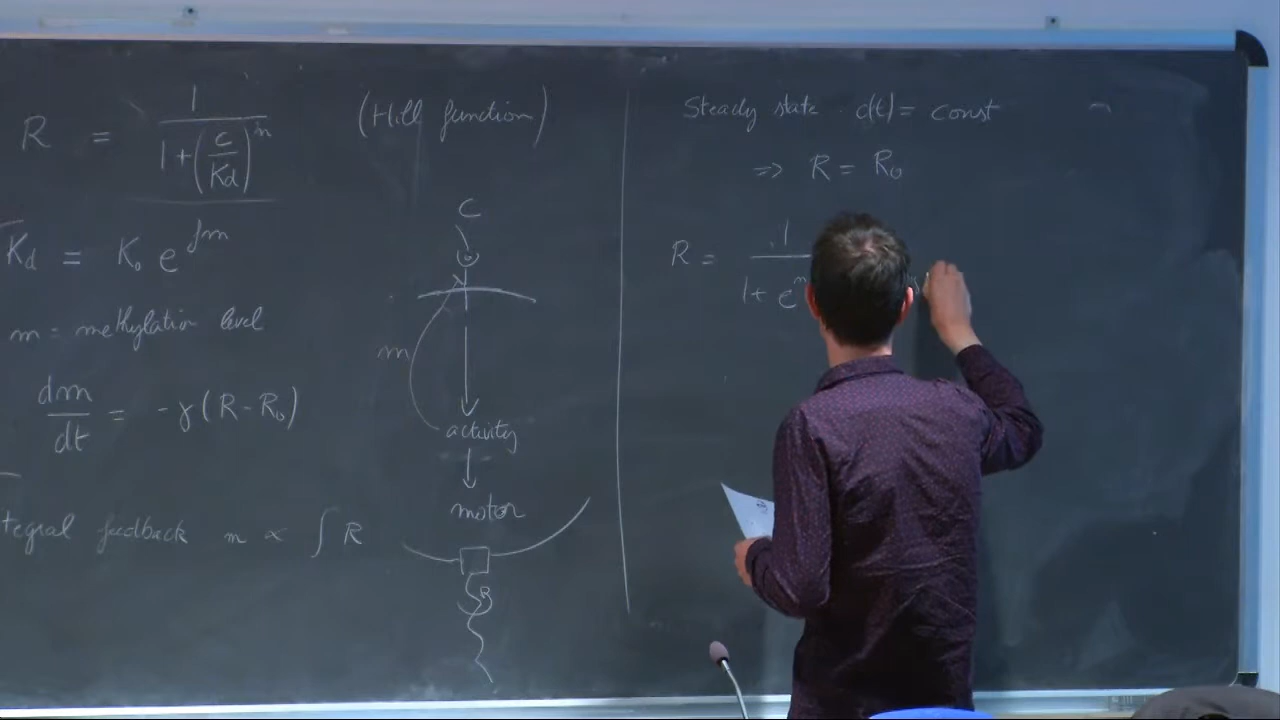 R = 1 / (1 + (c/Kd)^n)
(Hill function)
Kd = K₀ e^{fm}
m = methylation level
dm/dt = -γ(R - R₀)
tegral feedback m ∝ ∫ R
c
m
activity
motor
Steady state . c(t) = const
=> R = R₀
R = 1 / 1 + e^n